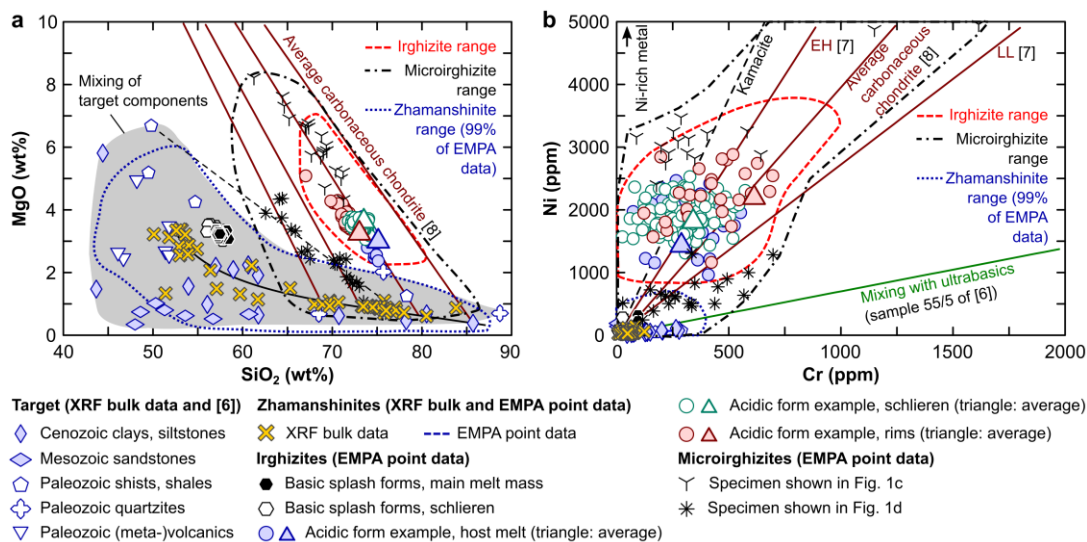 a
MgO (wt%)
10
8
6
4
2
0
40
50
60
70
80
90
SiO₂ (wt%)
Mixing of
target components
Average carbonaceous chondrite [8]
Irghizite range
Microirghizite
range
Zhamanshinite
range (99%
of EMPA
data)
b
Ni (ppm)
5000
4000
3000
2000
1000
0
0
500
1000
1500
2000
Cr (ppm)
Ni-rich metal
Kamacite
EH [7]
Average
carbonaceous
chondrite [8]
LL [7]
Irghizite range
Microirghizite
range
Zhamanshinite
range (99%
of EMPA
data)
Mixing with ultrabasics
(sample 55/5 of [6])
Target (XRF bulk data and [6])
Cenozoic clays, siltstones
Mesozoic sandstones
Paleozoic shists, shales
Paleozoic quartzites
Paleozoic (meta-)volcanics
Zhamanshinites (XRF bulk and EMPA point data)
XRF bulk data
EMPA point data
Irghizites (EMPA point data)
Basic splash forms, main melt mass
Basic splash forms, schlieren
Acidic form example, host melt (triangle: average)
Acidic form example, schlieren (triangle: average)
Acidic form example, rims (triangle: average)
Microirghizites (EMPA point data)
Specimen shown in Fig. 1c
Specimen shown in Fig. 1d